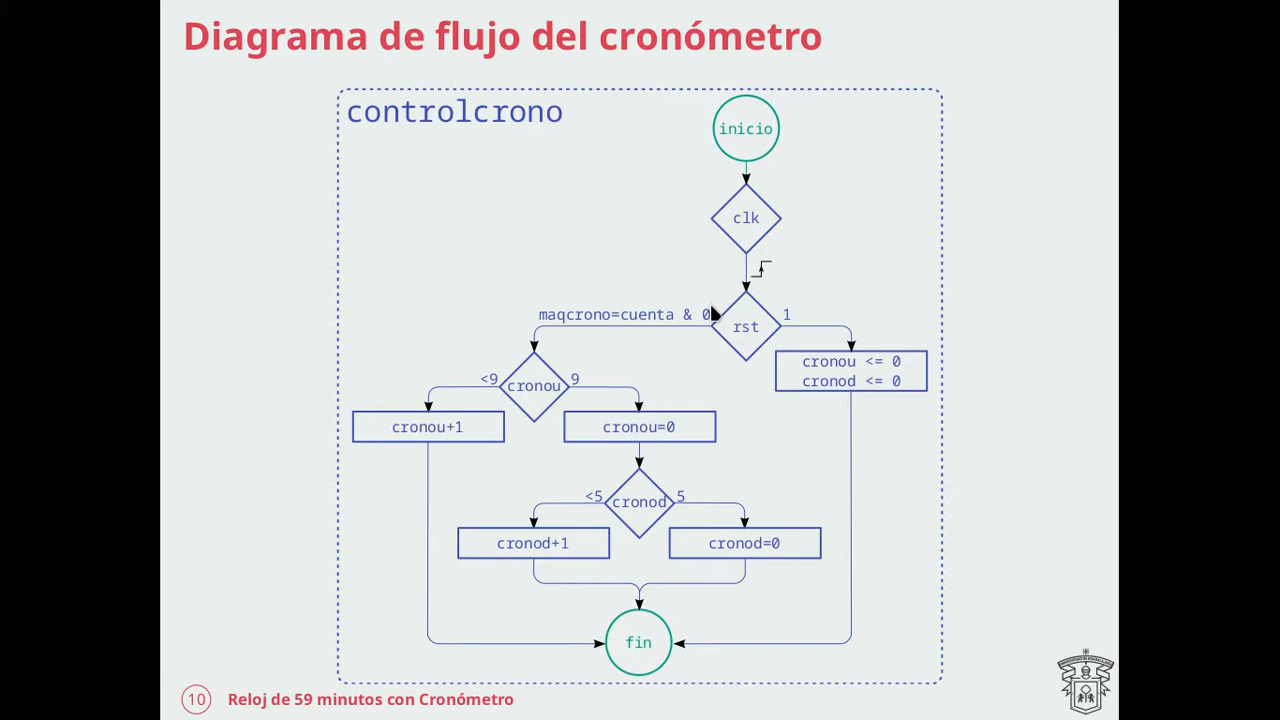 Diagrama de flujo del cronómetro
controlcrono
inicio
clk
maqcrono=cuenta & 0
rst
1
cronou <= 0
cronod <= 0
<9
cronou
9
cronou+1
cronou=0
<5
cronod
5
cronod+1
cronod=0
fin
10
Reloj de 59 minutos con Cronómetro